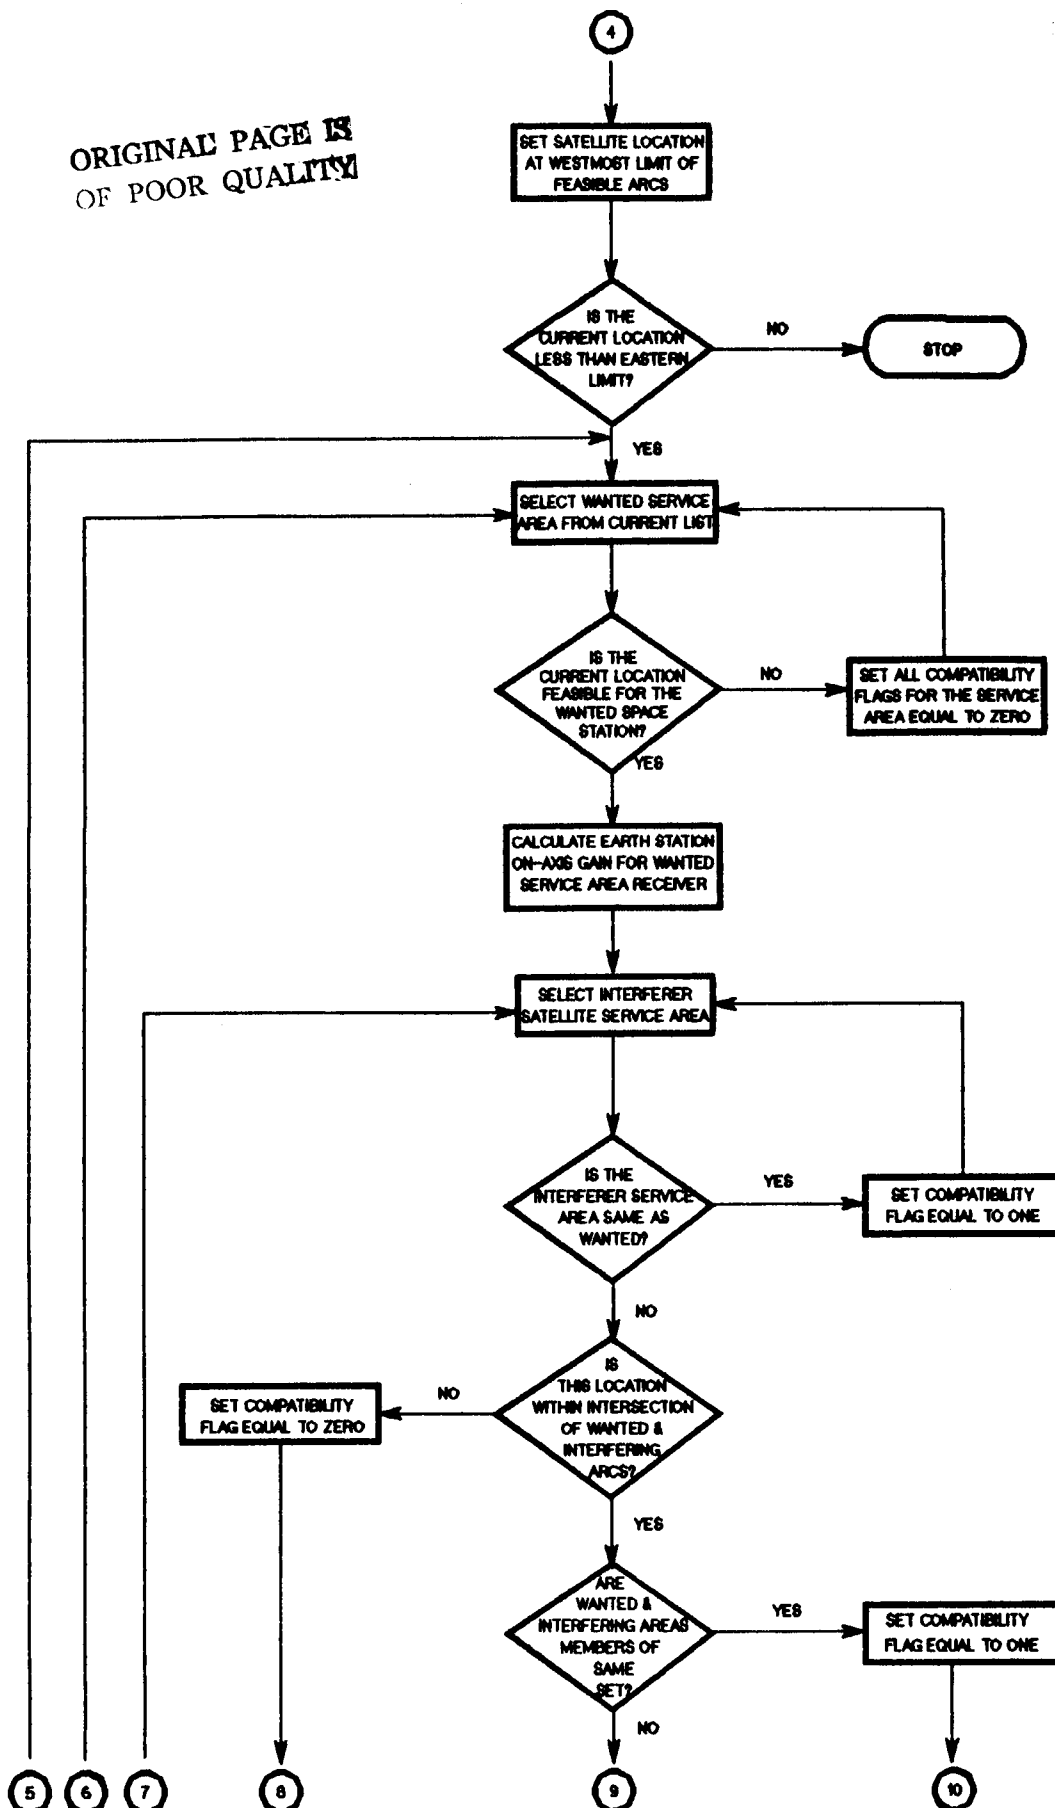 4
ORIGINAL PAGE IS
OF POOR QUALITY
SET SATELLITE LOCATION
AT WESTMOST LIMIT OF
FEASIBLE ARCS
IS THE
CURRENT LOCATION
LESS THAN EASTERN
LIMIT?
NO
STOP
YES
SELECT WANTED SERVICE
AREA FROM CURRENT LIST
IS THE
CURRENT LOCATION
FEASIBLE FOR THE
WANTED SPACE
STATION?
NO
SET ALL COMPATIBILITY
FLAGS FOR THE SERVICE
AREA EQUAL TO ZERO
YES
CALCULATE EARTH STATION
ON-AXIS GAIN FOR WANTED
SERVICE AREA RECEIVER
SELECT INTERFERER
SATELLITE SERVICE AREA
IS THE
INTERFERER SERVICE
AREA SAME AS
WANTED?
YES
SET COMPATIBILITY
FLAG EQUAL TO ONE
NO
IS
THIS LOCATION
WITHIN INTERSECTION
OF WANTED &
INTERFERING
ARCS?
NO
SET COMPATIBILITY
FLAG EQUAL TO ZERO
YES
ARE
WANTED &
INTERFERING AREAS
MEMBERS OF
SAME
SET?
YES
SET COMPATIBILITY
FLAG EQUAL TO ONE
NO
5
6
7
8
9
10